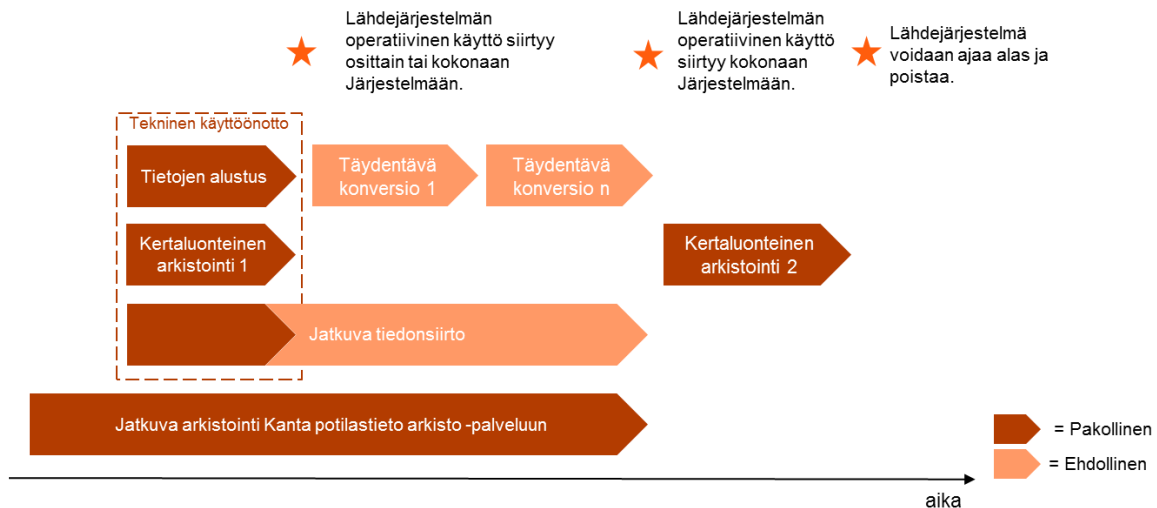 Lähdejärjestelmän
operatiivinen käyttö siirtyy
osittain tai kokonaan
Järjestelmään.
Lähdejärjestelmän
operatiivinen käyttö
siirtyy kokonaan
Järjestelmään.
Lähdejärjestelmä
voidaan ajaa alas ja
poistaa.
Tekninen käyttöönotto
Tietojen alustus
Täydentävä
konversio 1
Täydentävä
konversio n
Kertaluonteinen
arkistointi 1
Kertaluonteinen
arkistointi 2
Jatkuva tiedonsiirto
Jatkuva arkistointi Kanta potilastieto arkisto -palveluun
= Pakollinen
= Ehdollinen
aika